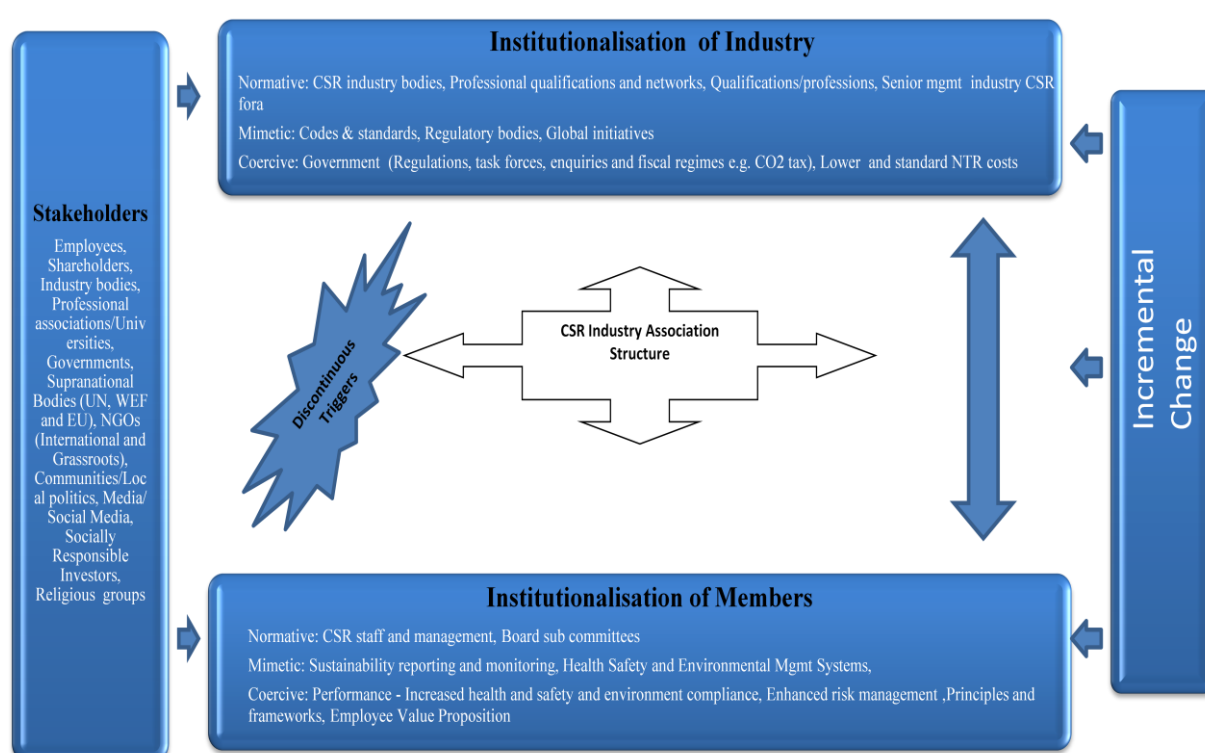 Institutionalisation of Industry
Normative: CSR industry bodies, Professional qualifications and networks, Qualifications/professions, Senior mgmt industry CSR
fora
Mimetic: Codes & standards, Regulatory bodies, Global initiatives
Coercive: Government (Regulations, task forces, enquiries and fiscal regimes e.g. CO2 tax), Lower and standard NTR costs
Stakeholders
Employees,
Shareholders,
Industry bodies,
Professional
associations/Univ
ersities,
Governments,
Supranational
Bodies (UN, WEF
and EU), NGOs
(International and
Grassroots),
Communities/Loc
al politics, Media/
Social Media,
Socially
Responsible
Investors,
Religious groups
Discontinuous
Triggers
CSR Industry Association
Structure
Incremental
Change
Institutionalisation of Members
Normative: CSR staff and management, Board sub committees
Mimetic: Sustainability reporting and monitoring, Health Safety and Environmental Mgmt Systems,
Coercive: Performance - Increased health and safety and environment compliance, Enhanced risk management ,Principles and
frameworks, Employee Value Proposition